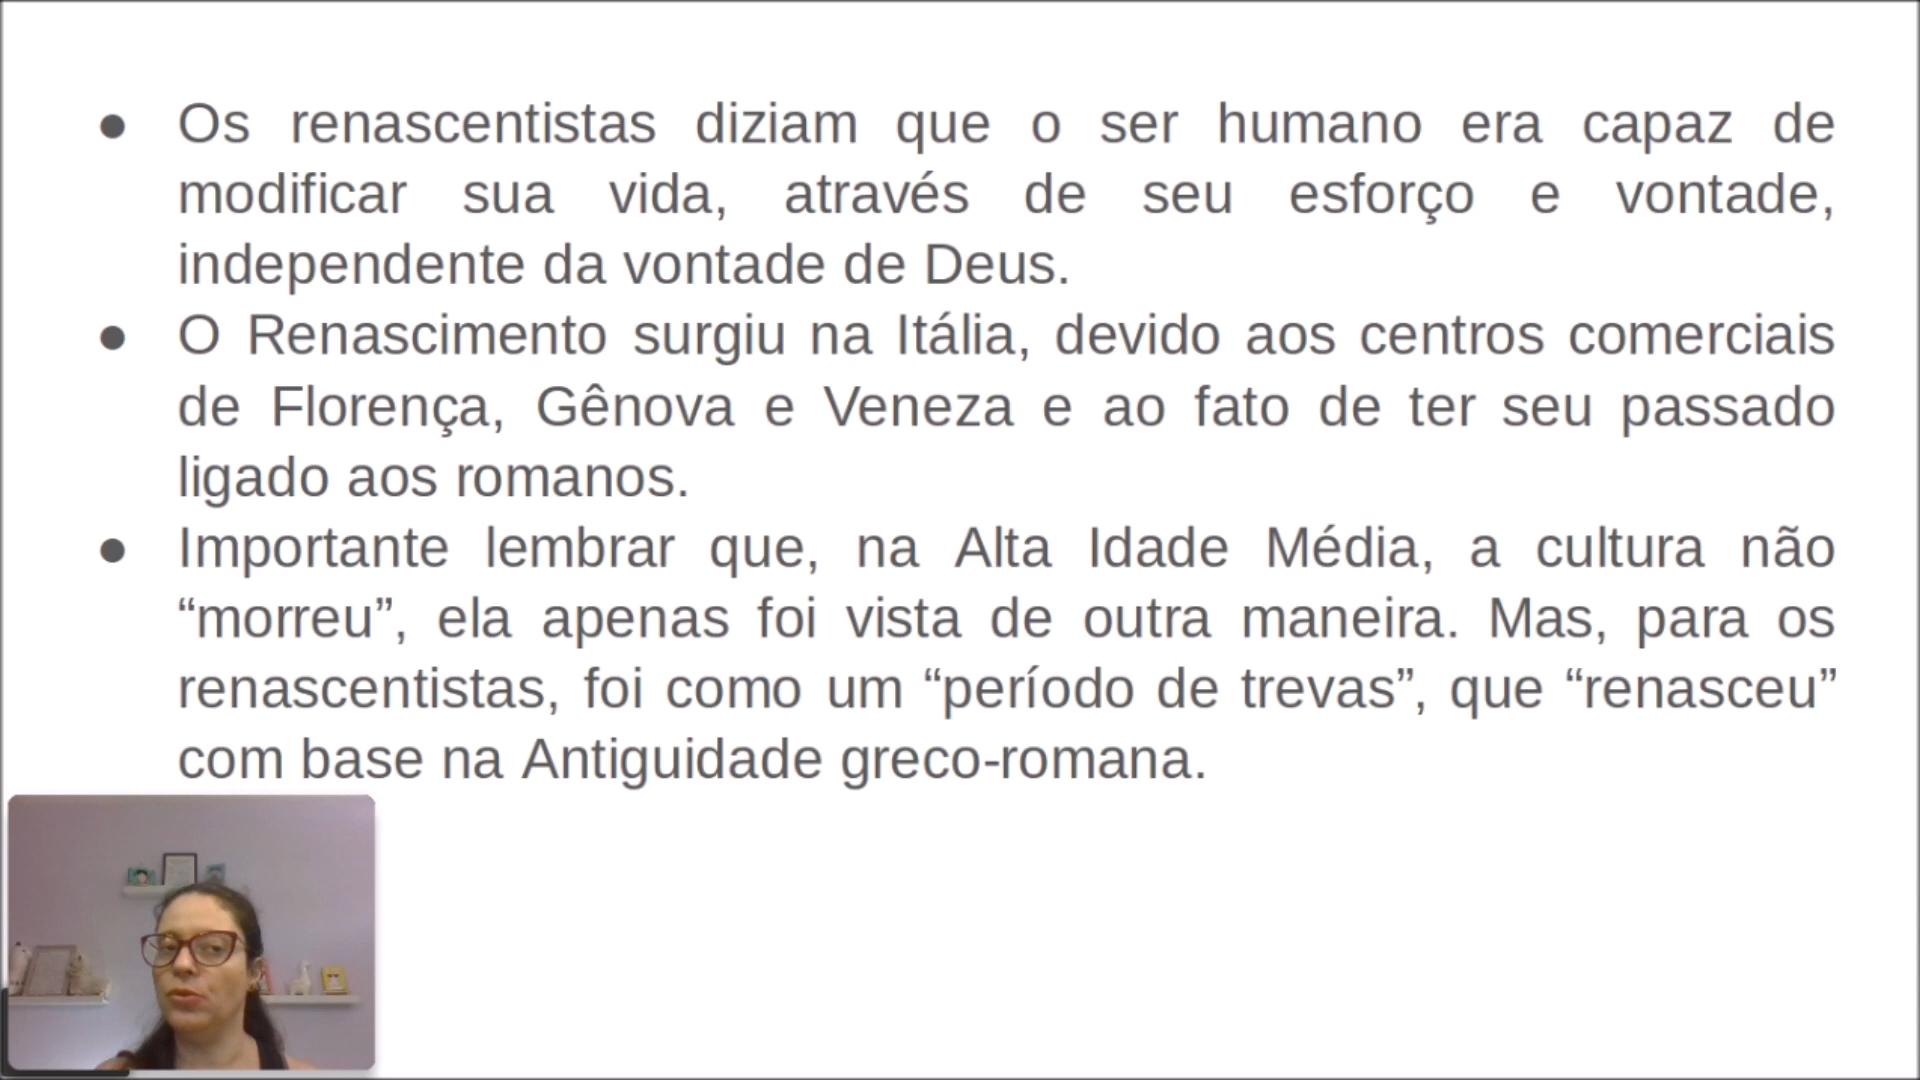 ● Os renascentistas diziam que o ser humano era capaz de
modificar sua vida, através de seu esforço e vontade,
independente da vontade de Deus.
● O Renascimento surgiu na Itália, devido aos centros comerciais
de Florença, Gênova e Veneza e ao fato de ter seu passado
ligado aos romanos.
● Importante lembrar que, na Alta Idade Média, a cultura não
“morreu”, ela apenas foi vista de outra maneira. Mas, para os
renascentistas, foi como um “período de trevas”, que “renasceu”
com base na Antiguidade greco-romana.